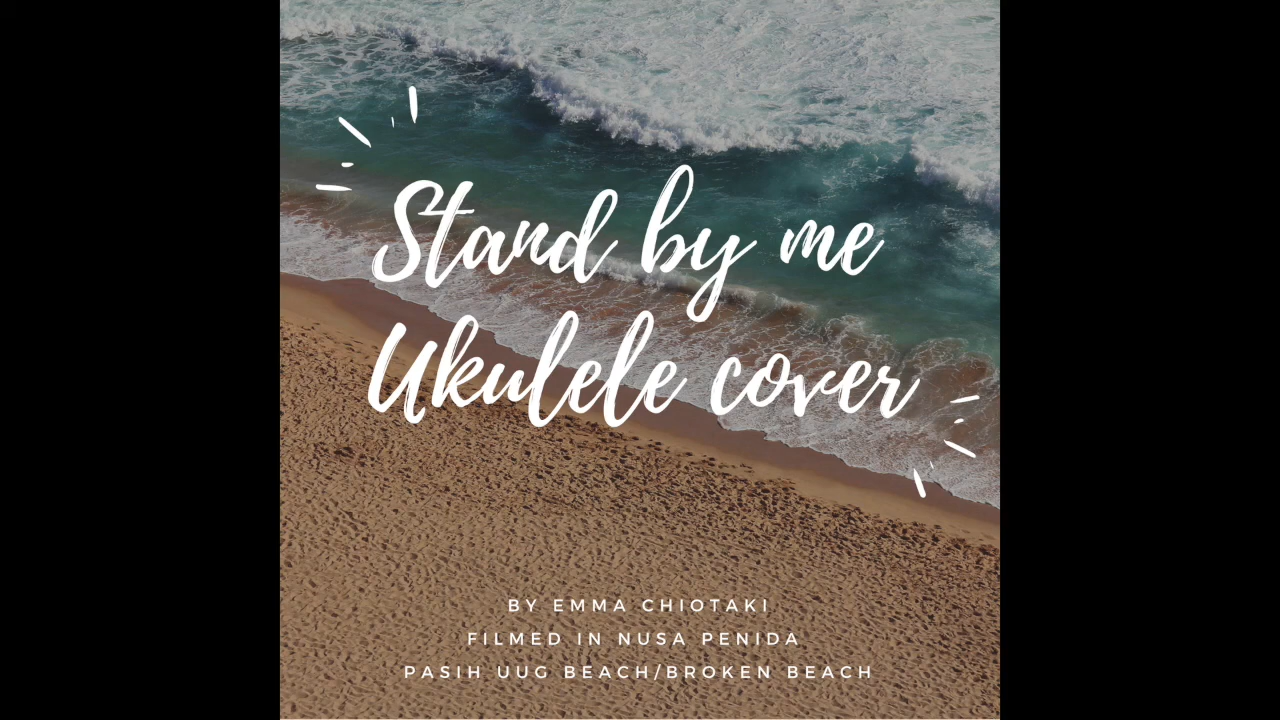 Stand by me
Ukulele cover
BY EMMA CHIOTAKI
FILMED IN NUSA PENIDA
PASIH UUG BEACH/BROKEN BEACH